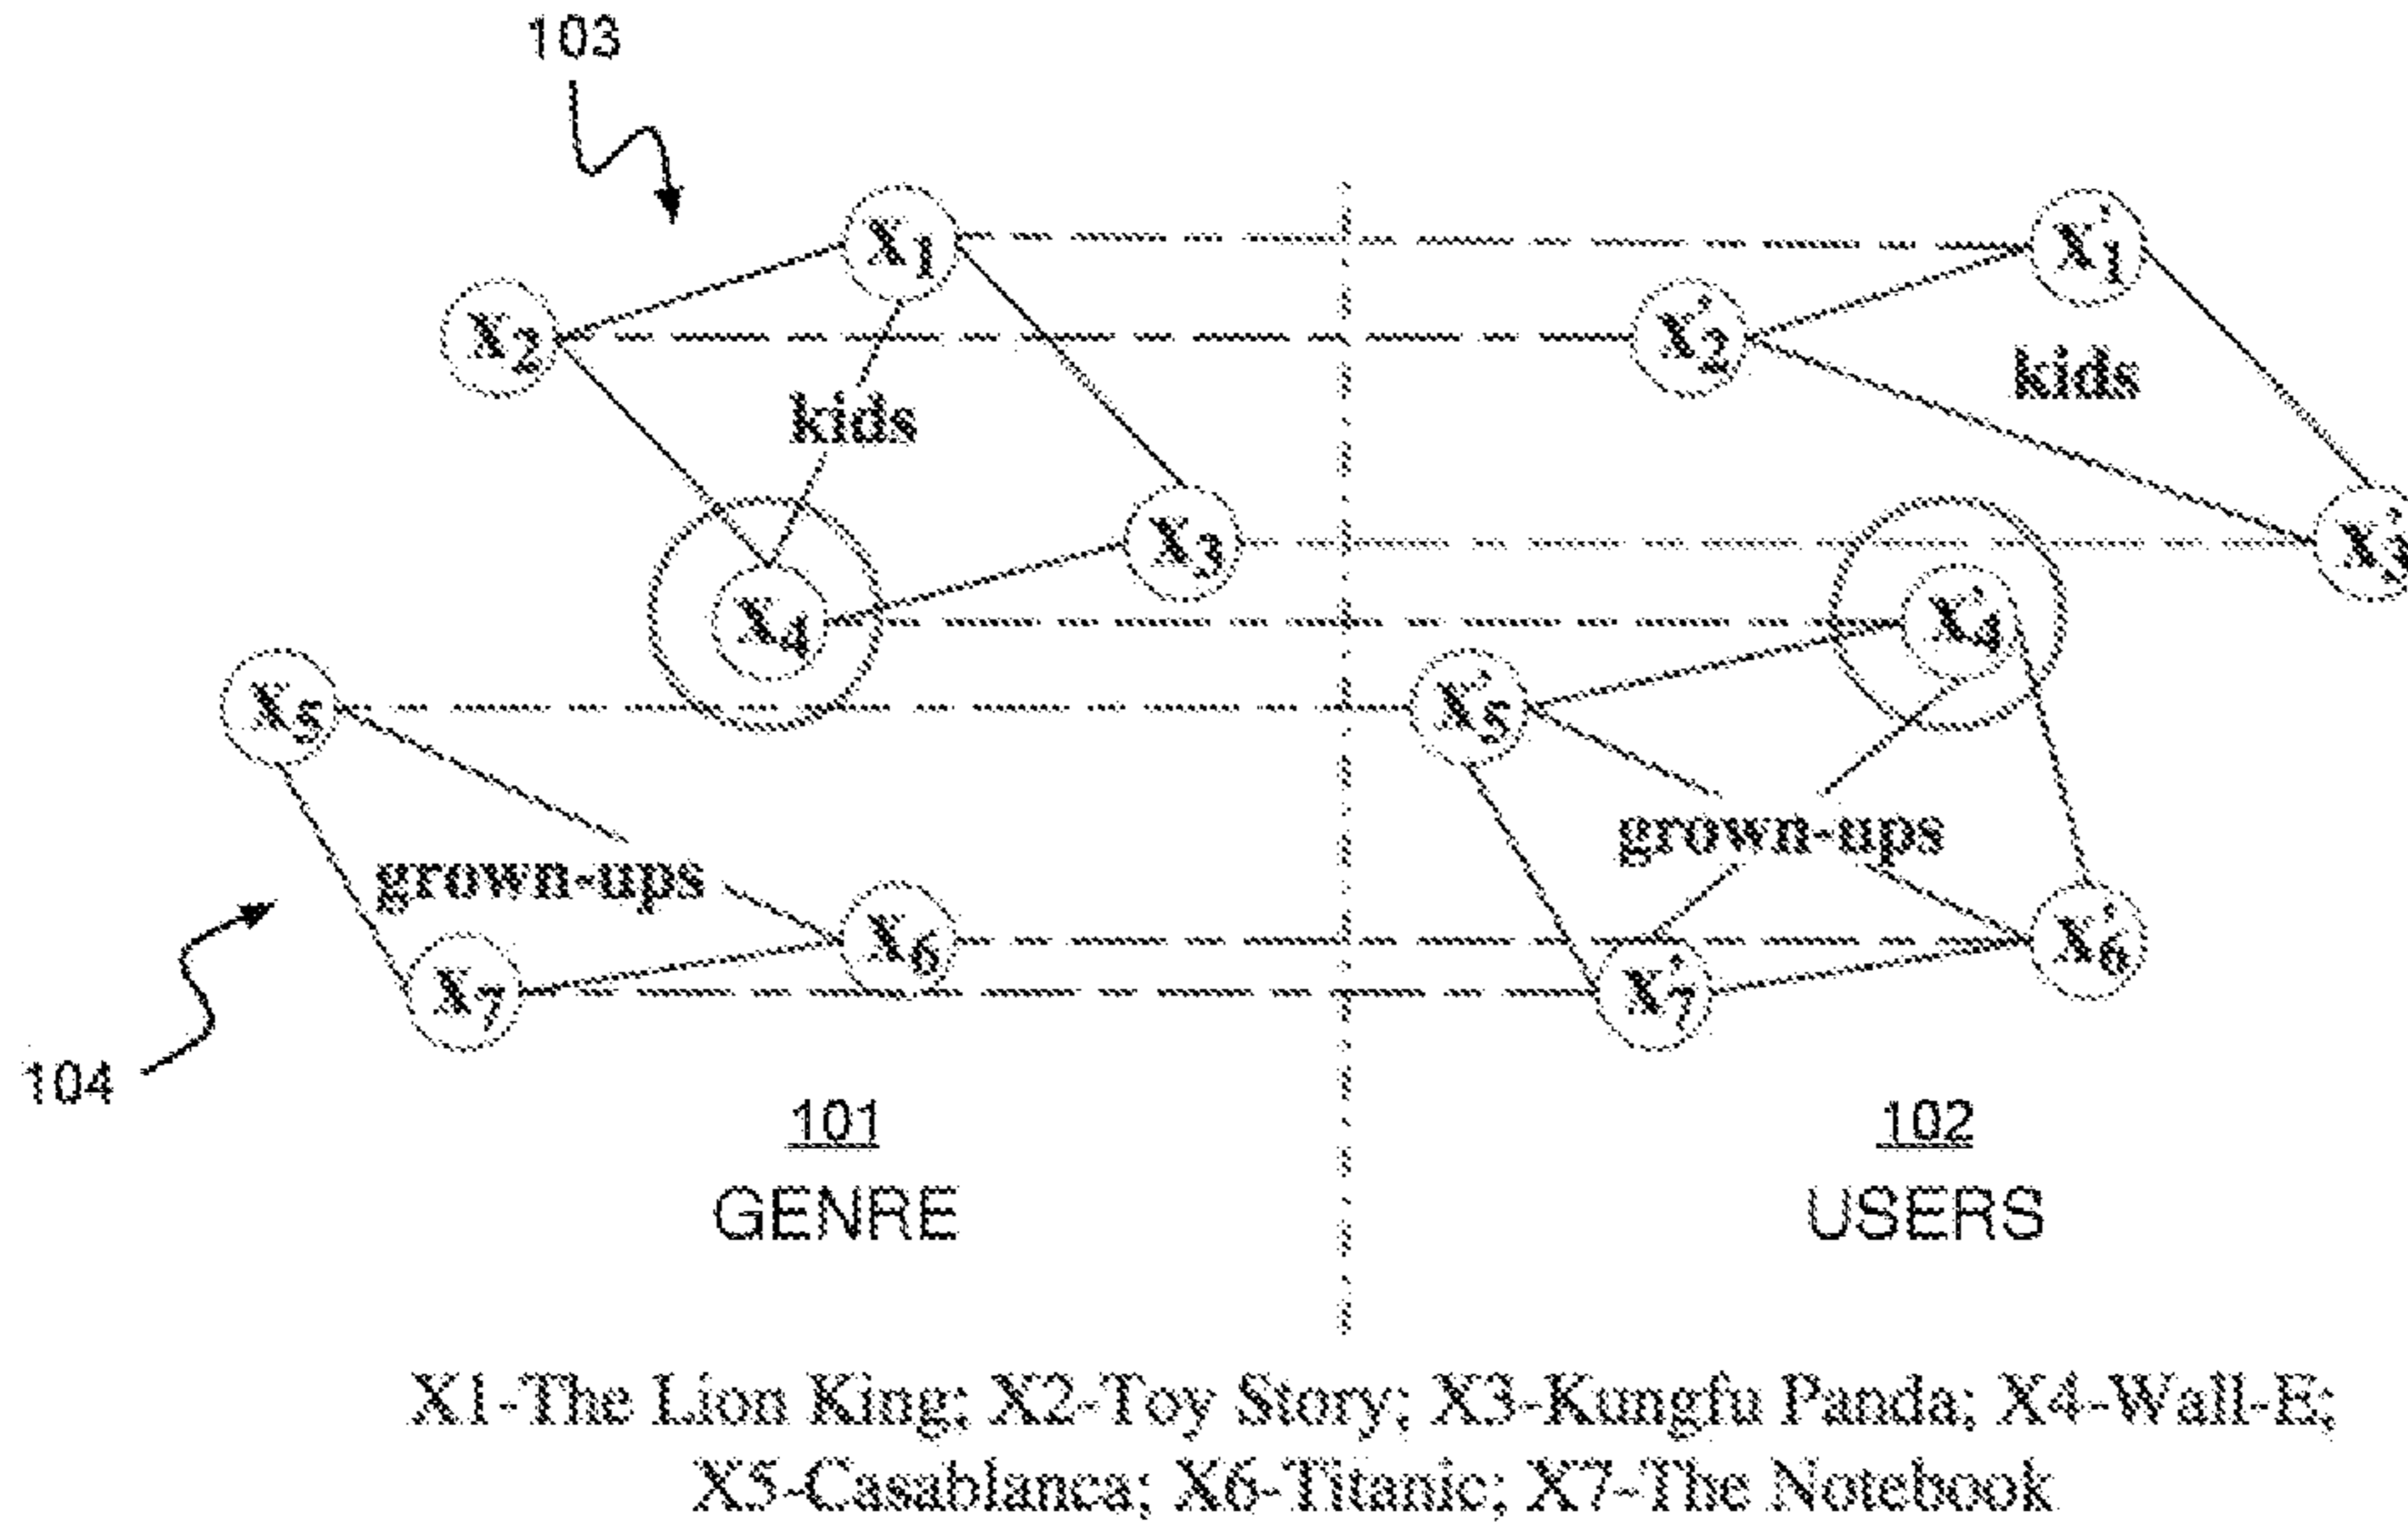 103
X1
X'1
X2
X'2
kids
kids
X3
X'3
X4
X'4
X5
X'5
grown-ups
grown-ups
X6
X'6
X7
X'7
104
101
102
GENRE
USERS
X1-The Lion King; X2-Toy Story; X3-Kungfu Panda; X4-Wall-E;
X5-Casablanca; X6-Titanic; X7-The Notebook